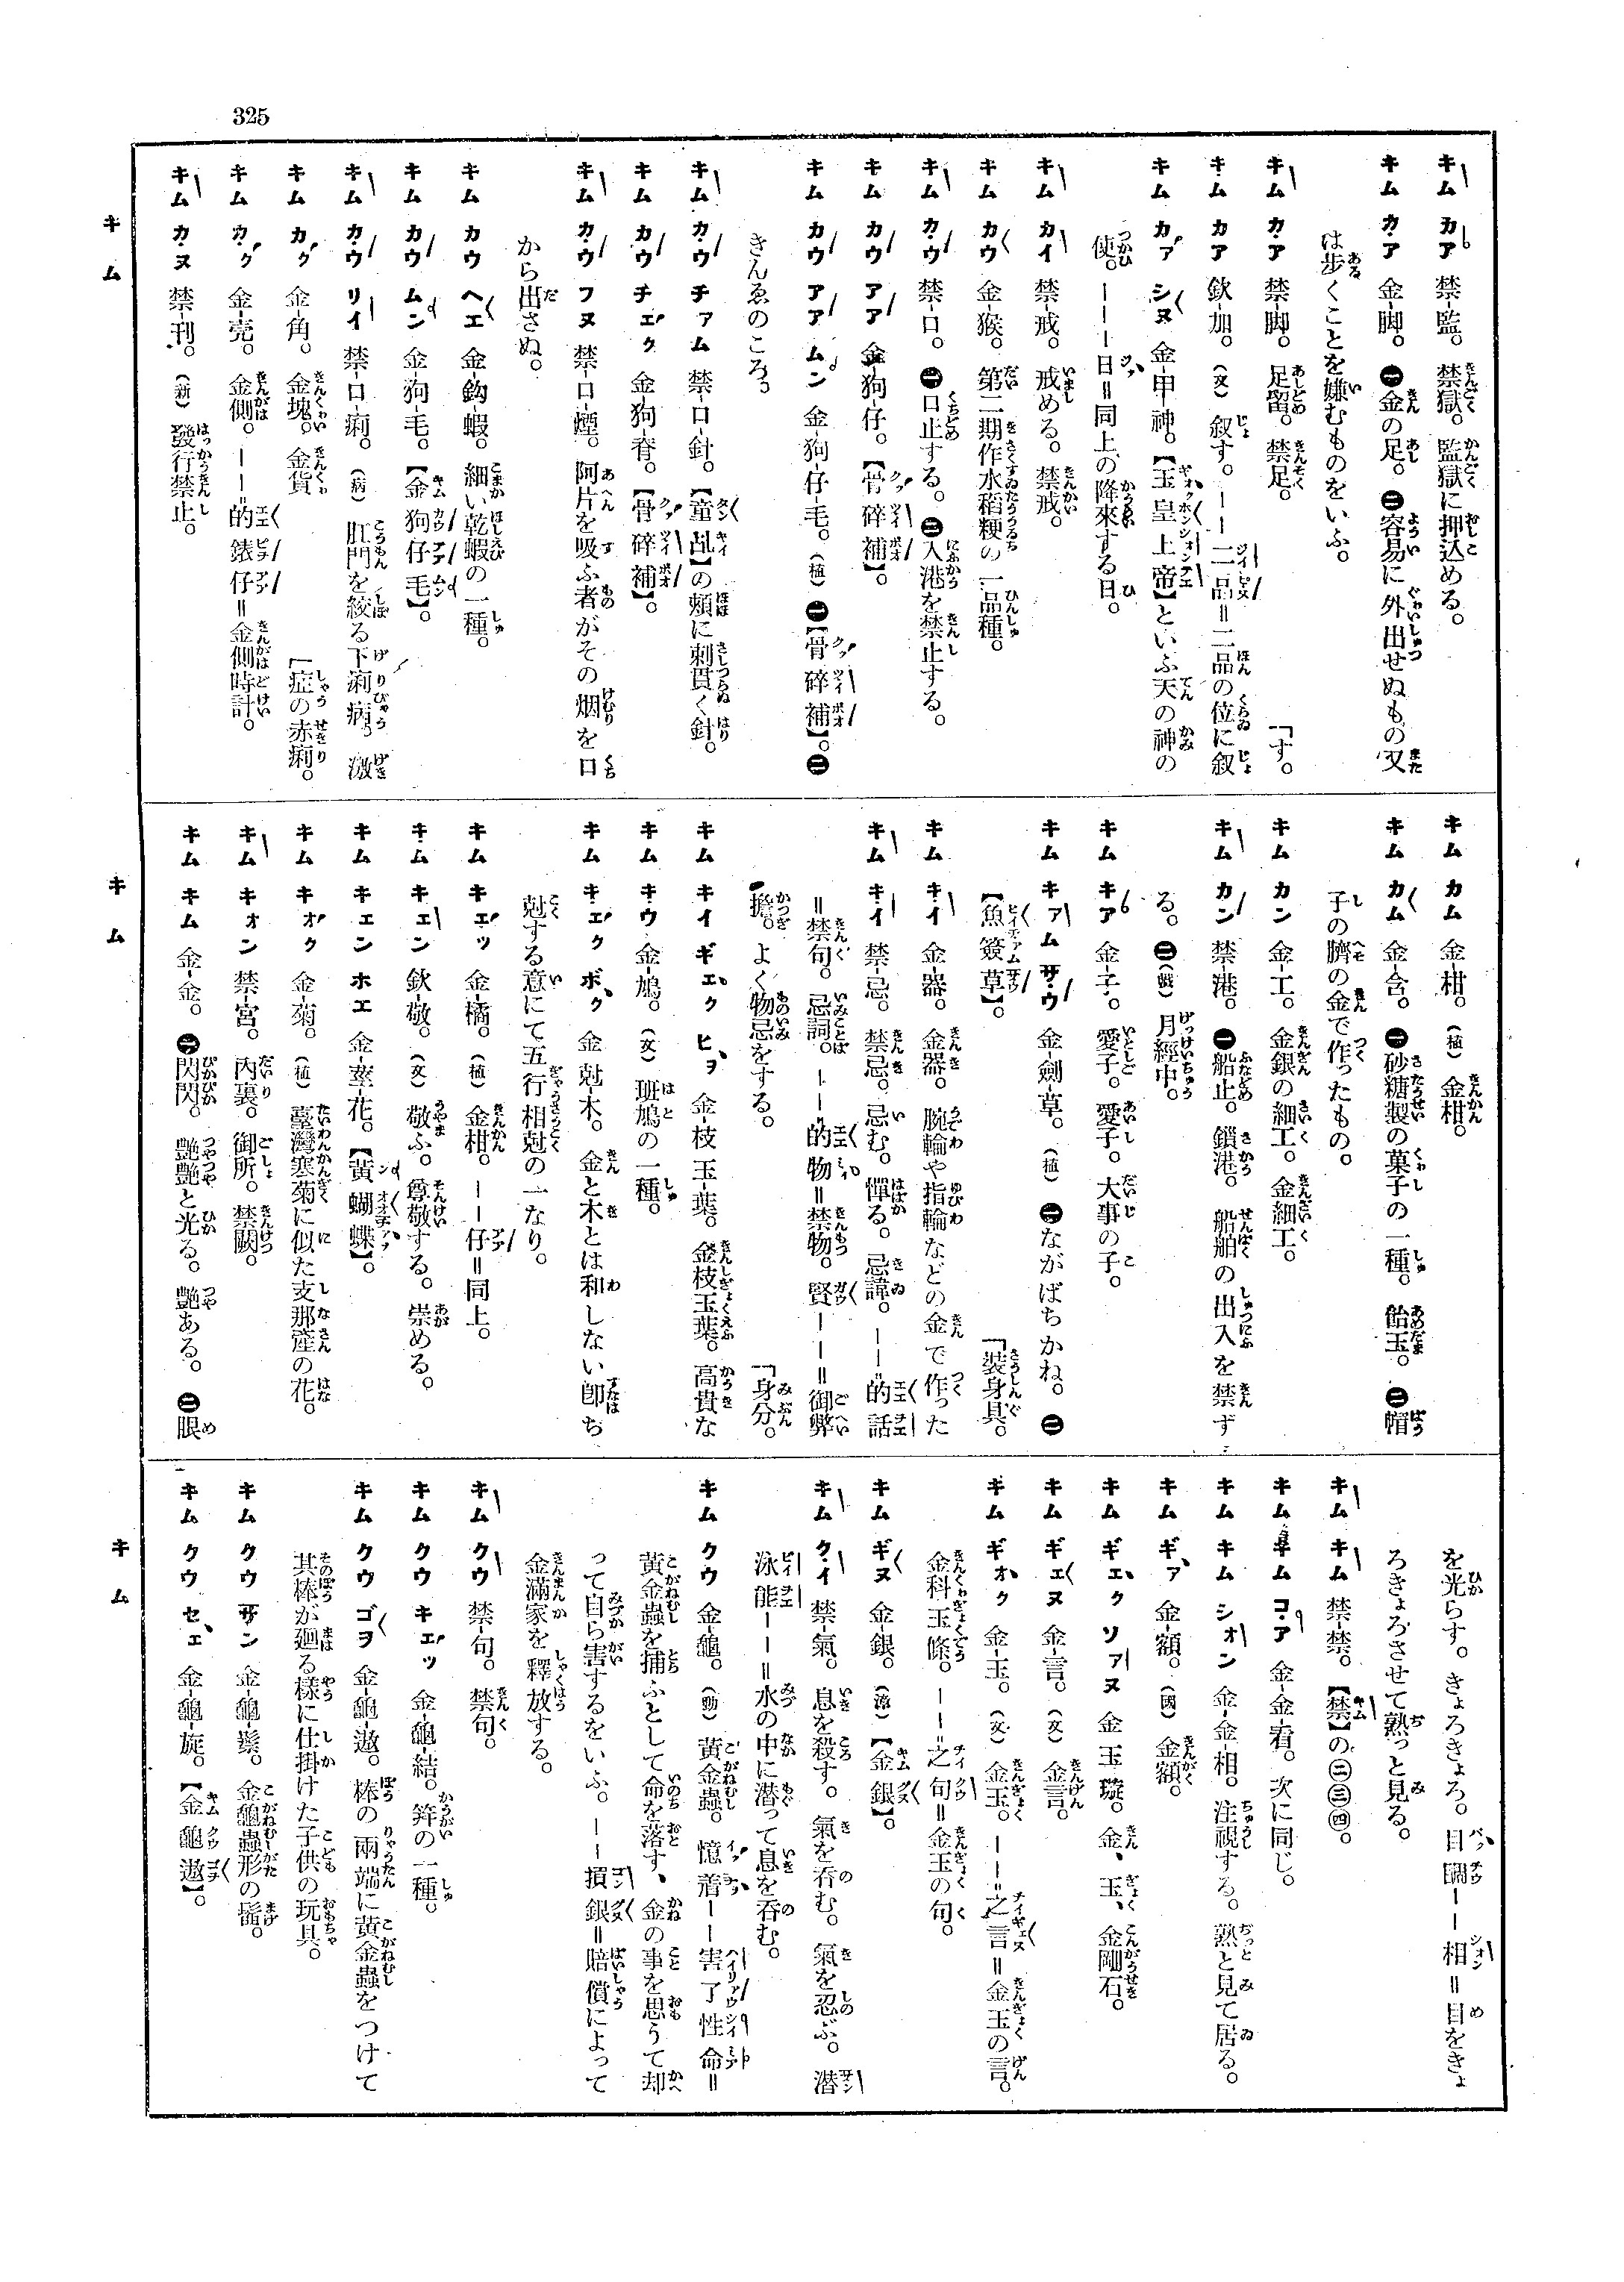 325
キム カア 禁-監。禁獄。監獄に押込める。
キム カ・ア 金-脚。㊀金の足。㊁容易に外出せぬもの又
は歩くことを嫌むものをいふ。
キム カ・ア 禁-脚。足留。禁足。 「す。
キム カア 欽-加。(文)叙す。——二品=二品の位に叙
キム カァ シヌ 金-甲神。【玉皇上帝】といふ天の神の
使。———日=同上の降來する日。
キム カイ 禁-戒。戒める。禁戒。
キム カウ 金-猴。第二期作水稻粳の一品種。
キム カ・ウ 禁-口。㊀口止する。㊁入港を禁止する。
キム カウ アア 金-狗-仔。【骨碎補】。
キム カウ アア ムン 金-狗-仔-毛。(植)㊀【骨碎補】。㊁
きんゑのころ。
キム カ・ウ チァム 禁-口-針。【童乩】の頬に刺貫く針。
キム カウ チェク 金-狗-脊。【骨碎補】。
キム カ・ウ フヌ 禁-口-煙。阿片を吸ふ者がその烟を口
から出さぬ。
キム カウ ヘエ 金-鈎-蝦。細い乾蝦の一種。
キム カウ ムン 金-狗-毛。【金狗仔毛】。
キム カ・ウ リイ 禁-口-痢。(病)肛門を絞る下痢病。激
キム カク 金-角。金塊。金貨 「症の赤痢。
キム カ・ク 金-売。金側。——的錶仔=金側時計。
キム カ・ヌ 禁-刊。(新)發行禁止。
キム
キム カム 金-柑。(植)金柑。
キム カム 金-含。㊀砂糖製の菓子の一種。飴玉。㊁帽
子の臍の金で作ったもの。
キム カン 金-工。金銀の細工。金細工。
キム カン 禁-港。㊀船止。鎖港。船舶の出入を禁ず
る。㊁(戯)月經中。
キム キア 金-子。愛子。愛子。大事の子。
キム キァム サ・ウ 金-劍-草。(植)㊀ながばちかね。㊁
【魚簽草】。 「裝身具。
キム キ・イ 金-器。金器。腕輪や指輪などの金で作った
キム キイ 禁-忌。禁忌。忌む。憚る。忌諱。——的話
=禁句。忌詞。——的物=禁物。賢——=御弊
擔。よく物忌をする。 「身分。
キム キイ ギェク ヒヲ 金-枝 玉-葉。金枝玉葉。高貴な
キム キウ 金-鳩。(文)班鳩の一種。
キム キェク ボク 金 尅-木。金と木とは和しない卽ち
尅する意にて五行相尅の一なり。
キム キェッ 金-橘。(植)金柑。——仔=同上。
キム キェン 欽-敬。(文)敬ふ。尊敬する。崇める。
キム キェン ホエ 金-莖-花。【黃蝴蝶】。
キム キォク 金-菊。(植)臺灣寒菊に似た支那產の花。
キム キォン 禁-宮。內裏。御所。禁闕。
キム キム 金-金。㊀閃閃。艶艶と光る。艶ある。㊁眼
キム
を光らす。きょろきょろ。目睭——相=目をきょ
ろきょろさせて熟っと見る。
キム キム 禁-禁。【禁】の㊁㊂㊃。
キム キム コ・ア 金-金-看。次に同じ。
キム キム シォン 金-金-相。注視する。熟と見て居る。
キム ギァ 金-額。(國)金額。
キム ギェク ソァヌ 金 玉 璇。金、玉、金剛石。
キム ギェヌ 金-言。(文)金言。
キム ギォク 金-玉。(文)金玉。——之言=金玉の言。
金科玉條。——之句=金玉の句。
キム ギヌ 金-銀。(漳)【金銀】。
キム ク・イ 禁-氣。息を殺す。氣を呑む。氣を忍ぶ。潜
泳能——=水の中に潜って息を呑む。
キム クウ 金-龜。(動)黃金蟲。憶着——害了性命=
黃金蟲を捕ふとして命を落す、金の事を思うて却
って自ら害するをいふ。——損銀=賠償によって
金滿家を釋放する。
キム クウ 禁-句。禁句。
キム クウ キェッ 金-龜-結。笄の一種。
キム クウ ゴヲ 金-龜-遨。棒の兩端に黃金蟲をつけて
其棒が廻る樣に仕掛けた子供の玩具。
キム クウ サン 金-龜-鬃。金龜蟲形の髷。
キム クウ セェ 金-龜-旋。【金龜遨】。
キム